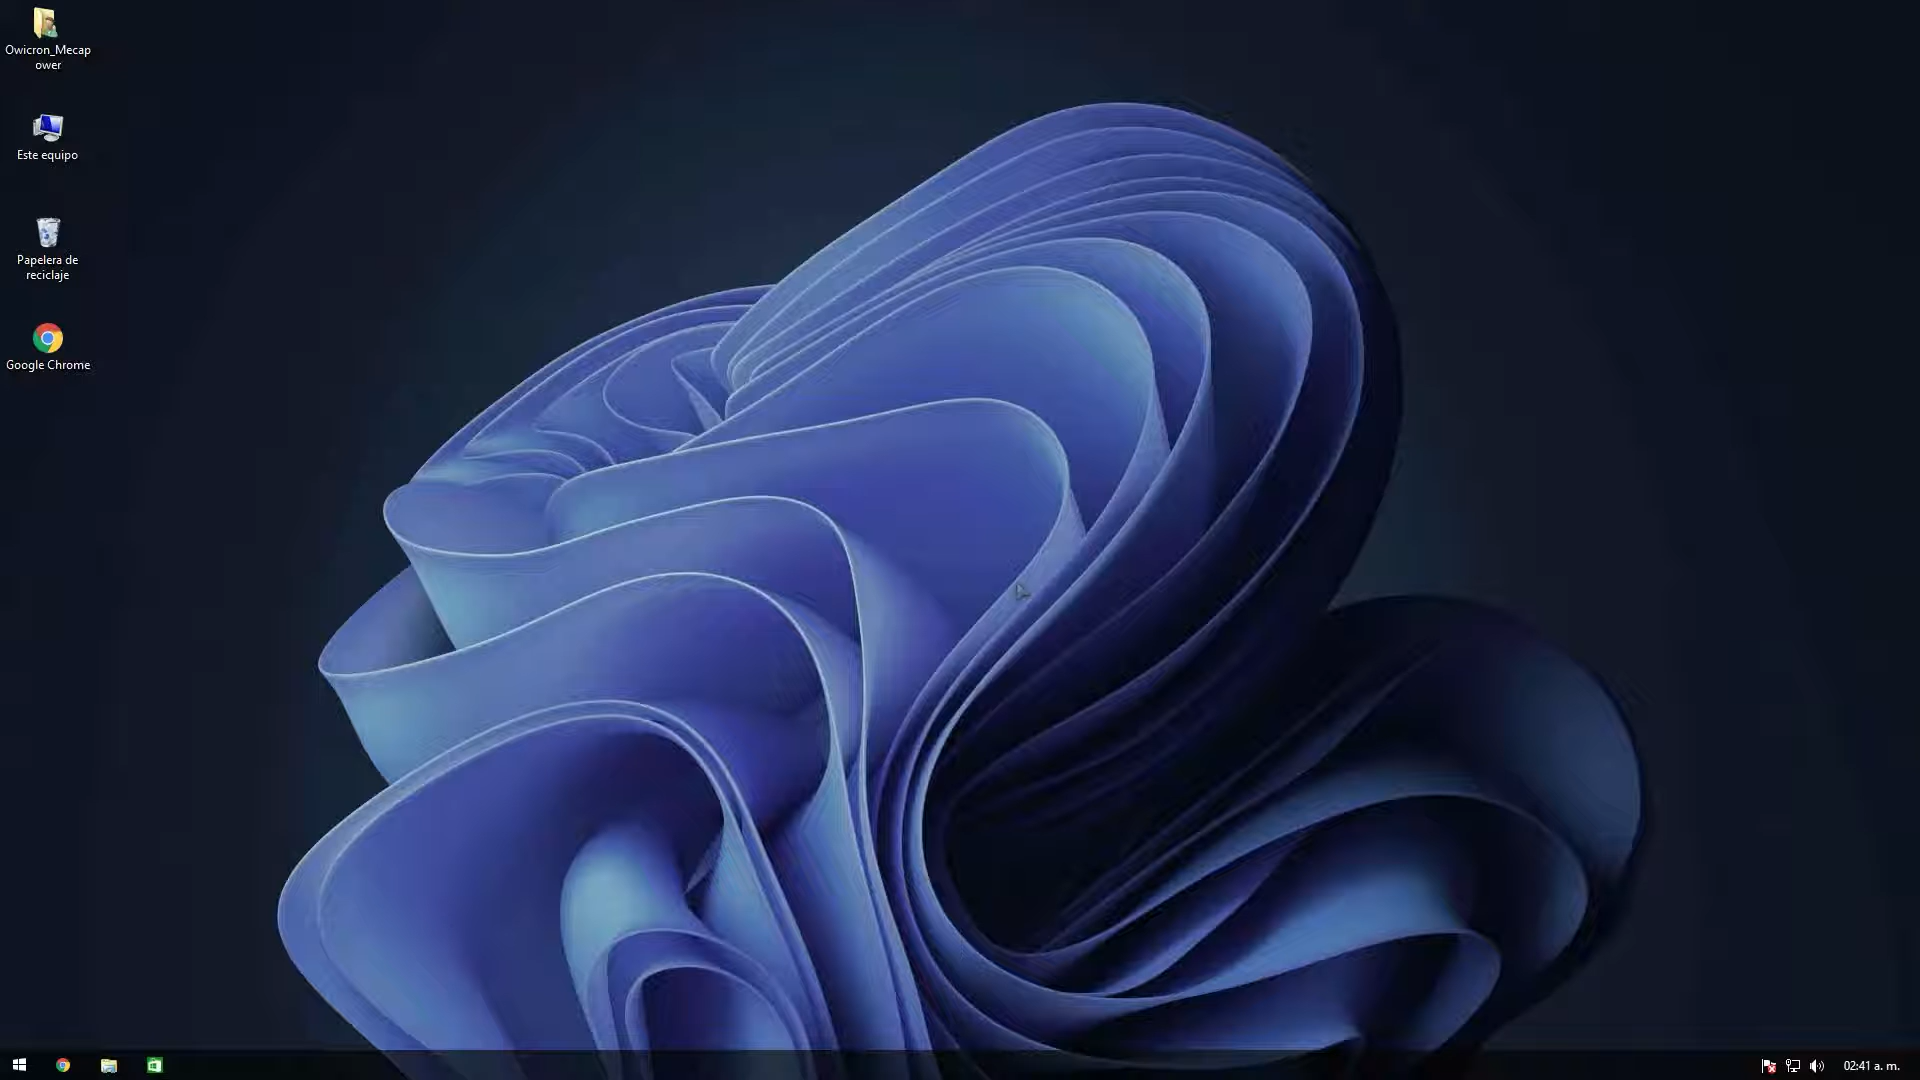 Owicron_Mecap
ower
Este equipo
Papelera de
reciclaje
Google Chrome
02:41 a. m.